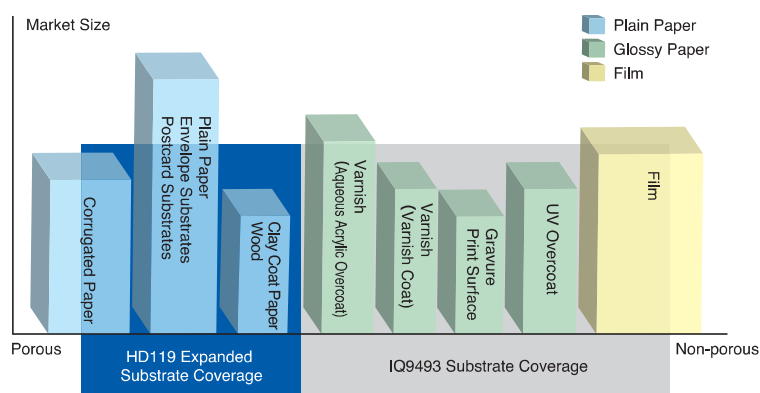 Market Size
Plain Paper
Glossy Paper
Film
Corrugated Paper
Plain Paper
Envelope Substrates
Postcard Substrates
Clay Coat Paper
Wood
Varnish
(Aqueous Acrylic Overcoat)
Varnish
(Varnish Coat)
Gravure
Print Surface
UV Overcoat
Film
Porous
Non-porous
HD119 Expanded
Substrate Coverage
IQ9493 Substrate Coverage